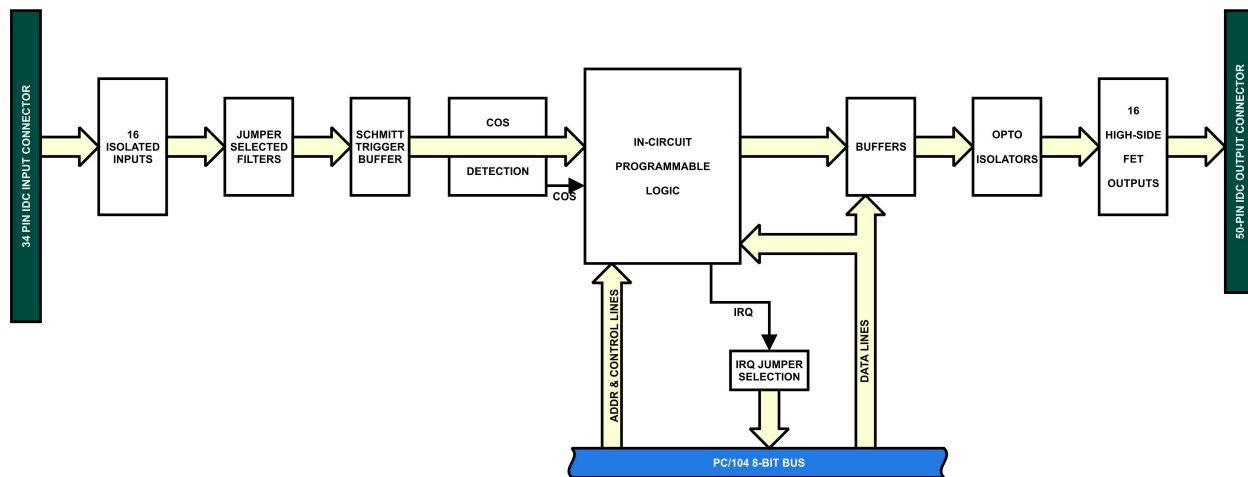 34 PIN IDC INPUT CONNECTOR
16
ISOLATED
INPUTS
JUMPER
SELECTED
FILTERS
SCHMITT
TRIGGER
BUFFER
COS
DETECTION
COS
IN-CIRCUIT
PROGRAMMABLE
LOGIC
BUFFERS
OPTO
ISOLATORS
16
HIGH-SIDE
FET
OUTPUTS
50-PIN IDC OUTPUT CONNECTOR
ADDR & CONTROL LINES
IRQ
IRQ JUMPER
SELECTION
DATA LINES
PC/104 8-BIT BUS